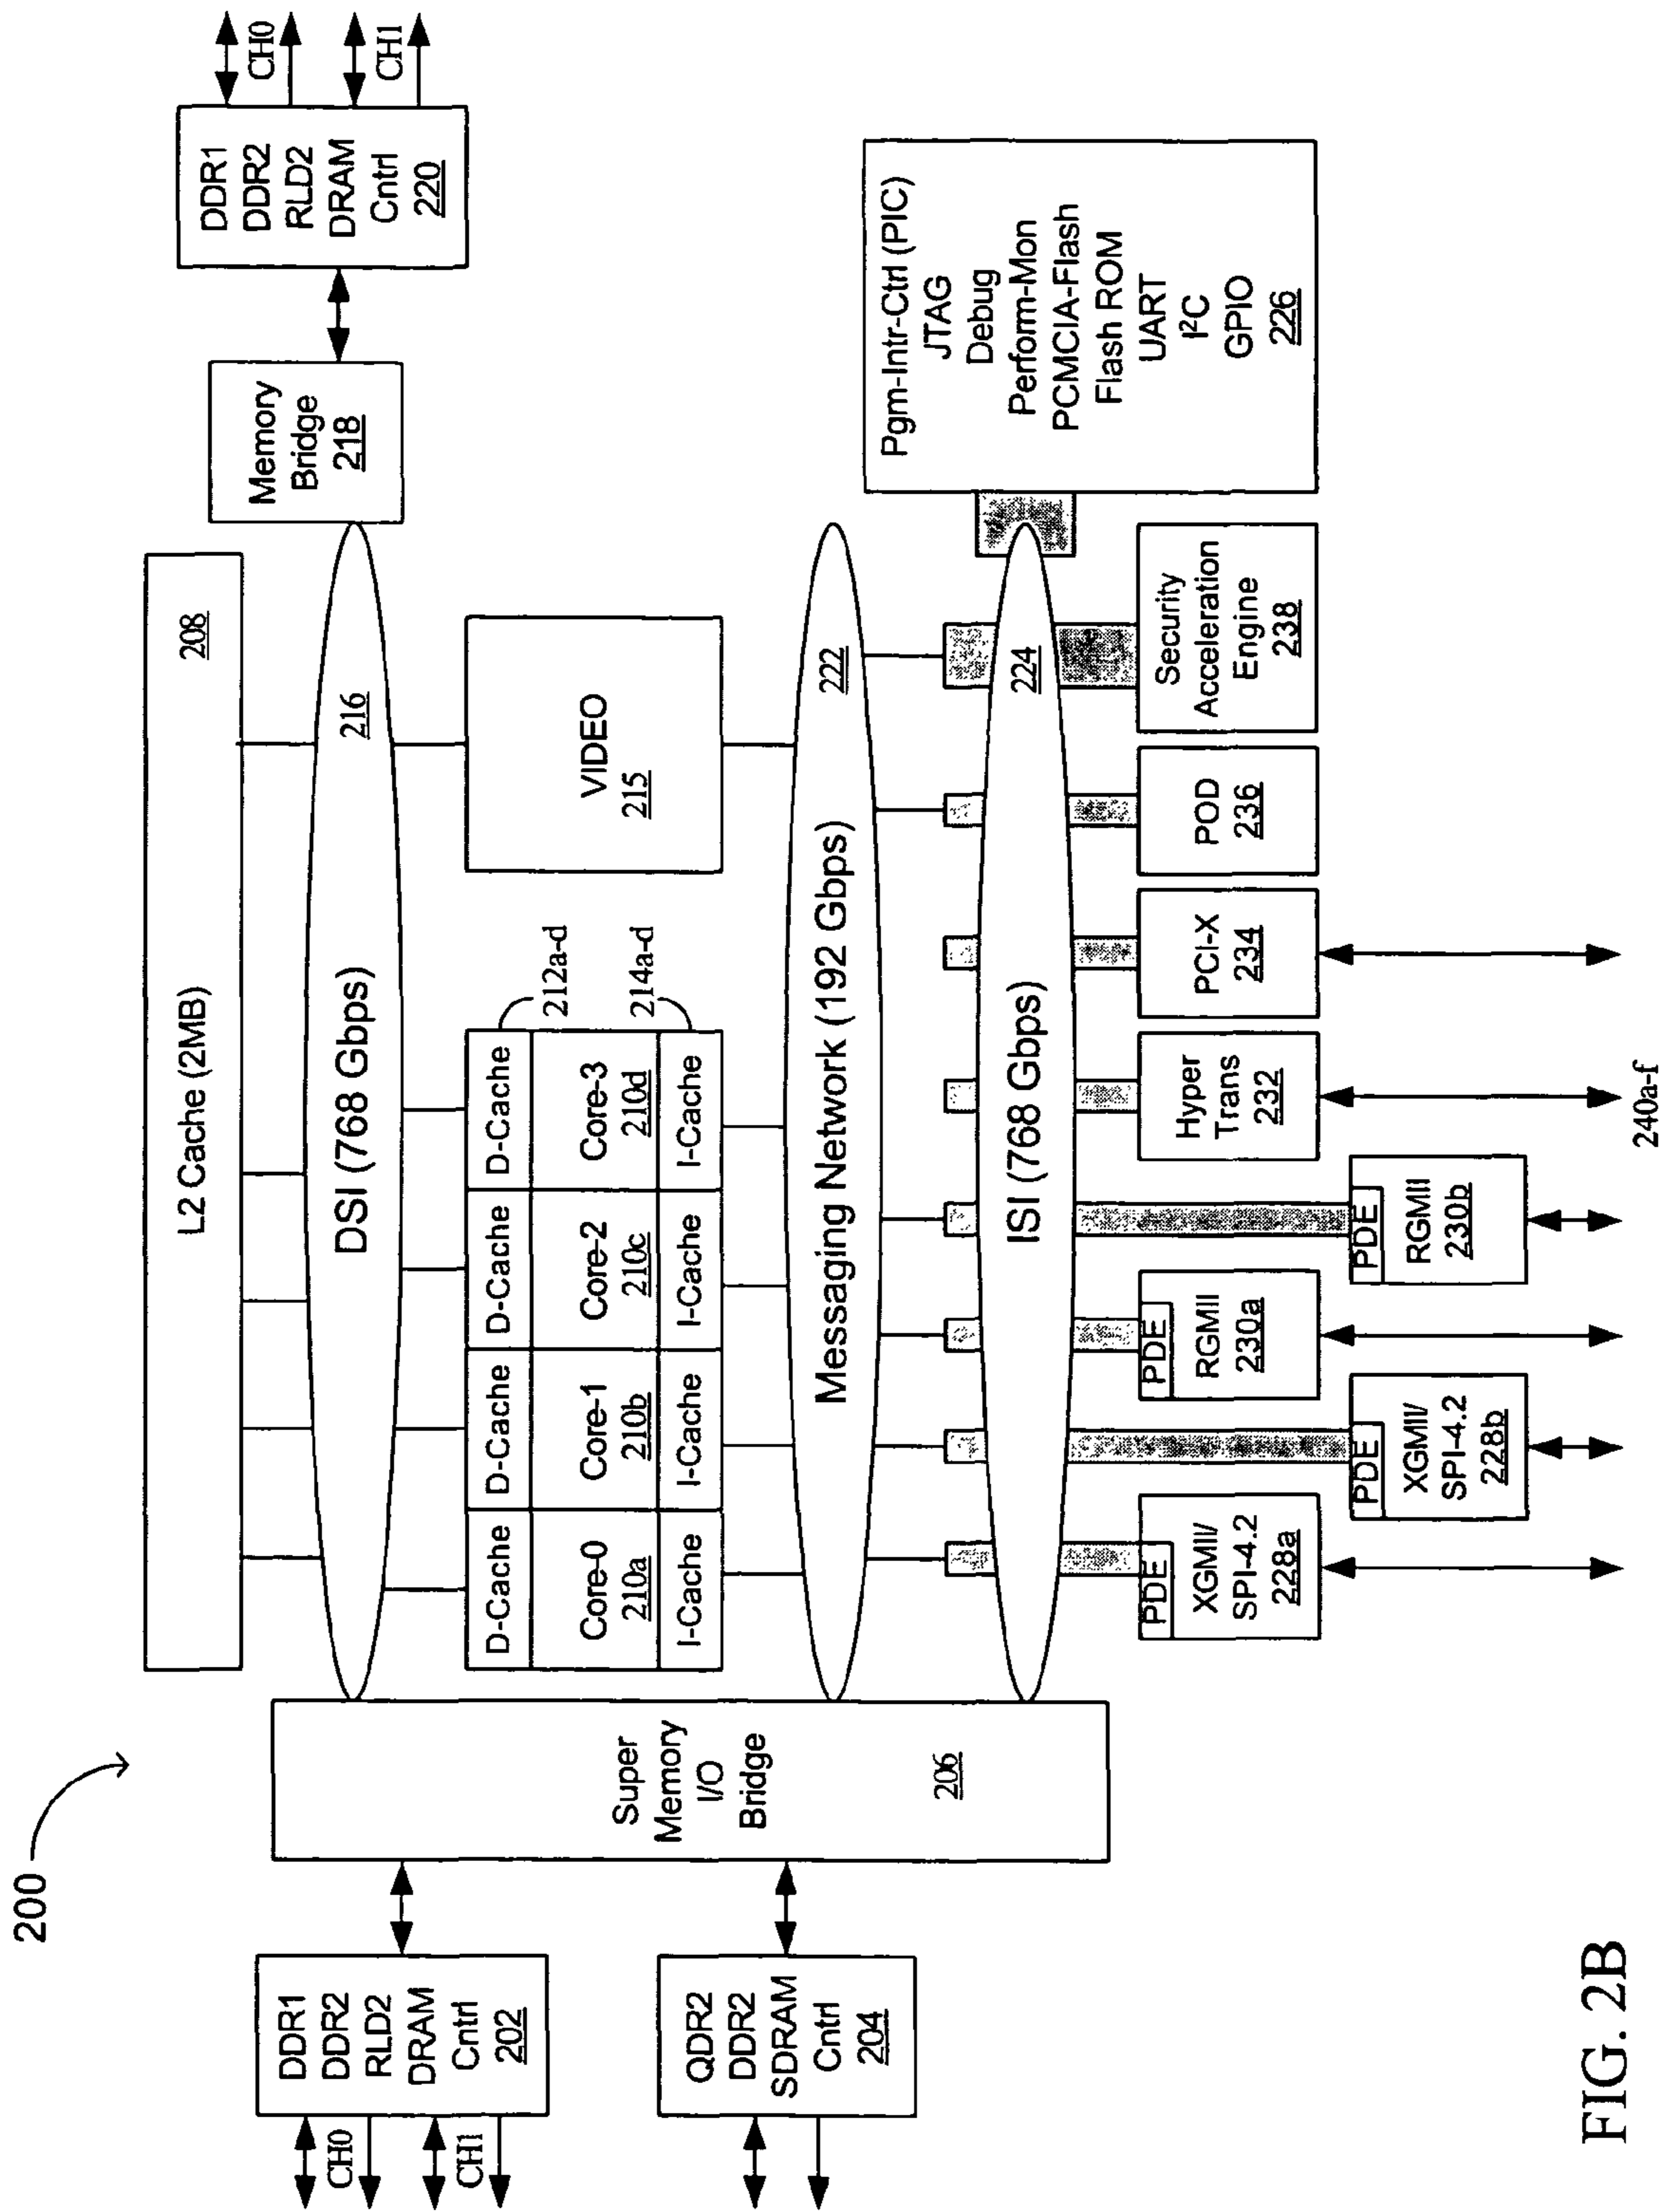 200
L2 Cache (2MB)
208
DDR1
DDR2
RLD2
DRAM
Cntrl
202
CH0
CH1
QDR2
DDR2
SDRAM
Cntrl
204
Super
Memory
I/O
Bridge
206
DSI (768 Gbps)
216
Memory
Bridge
218
DDR1
DDR2
RLD2
DRAM
Cntrl
220
CH0
CH1
D-Cache
D-Cache
D-Cache
D-Cache
212a-d
Core-0
210a
Core-1
210b
Core-2
210c
Core-3
210d
I-Cache
I-Cache
I-Cache
I-Cache
214a-d
VIDEO
215
Messaging Network (192 Gbps)
222
ISI (768 Gbps)
224
Pgm-Intr-Ctrl (PIC)
JTAG
Debug
Perform-Mon
PCMCIA-Flash
Flash ROM
UART
I²C
GPIO
226
PDE
XGMII/
SPI-4.2
228a
PDE
XGMII/
SPI-4.2
228b
PDE
RGMII
230a
PDE
RGMII
230b
Hyper
Trans
232
PCI-X
234
POD
236
Security
Acceleration
Engine
238
240a-f
FIG. 2B